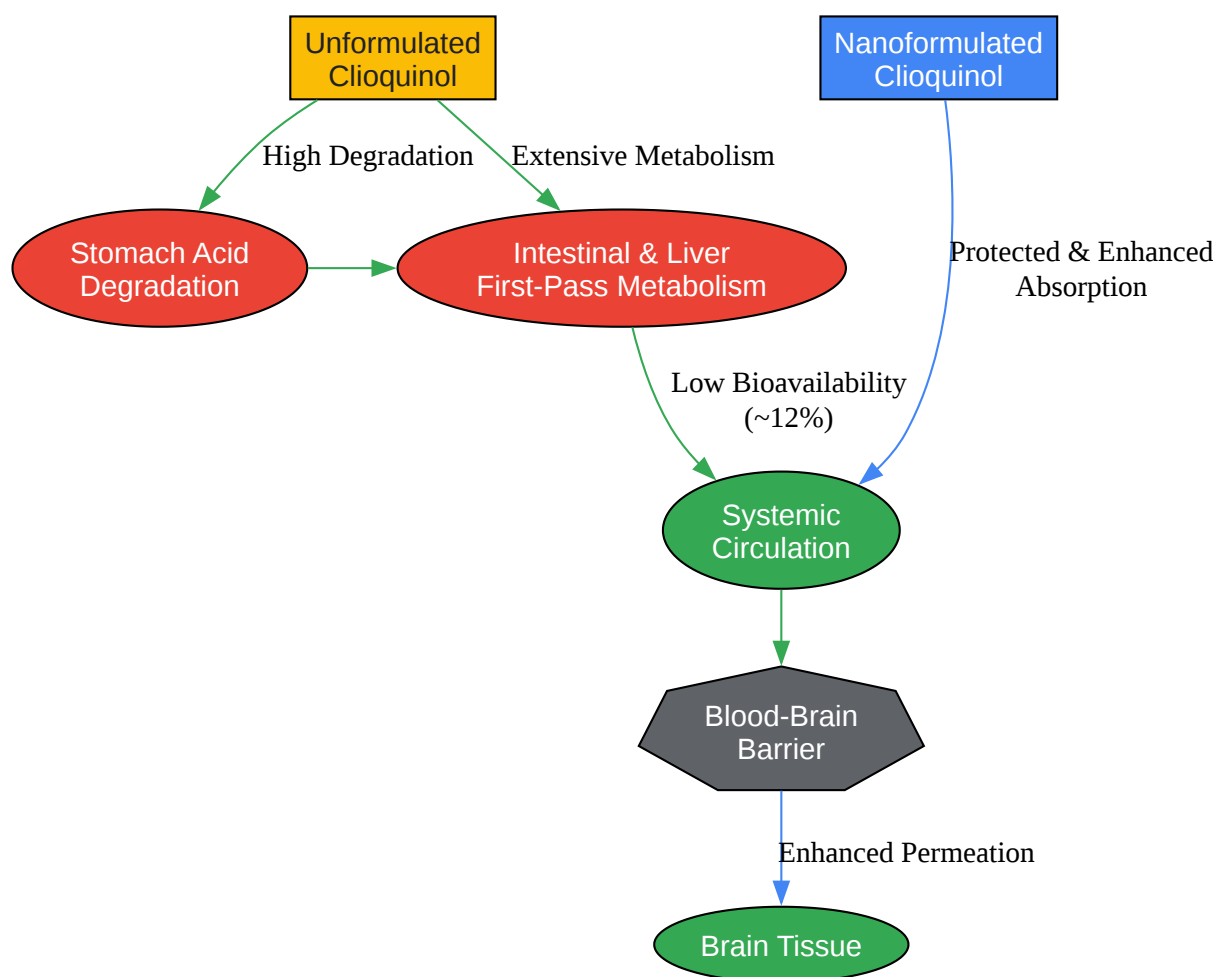 Unformulated
Clioquinol
Nanoformulated
Clioquinol
High Degradation
Extensive Metabolism
Stomach Acid
Degradation
Intestinal & Liver
First-Pass Metabolism
Protected & Enhanced
Absorption
Low Bioavailability
(~12%)
Systemic
Circulation
Blood-Brain
Barrier
Enhanced Permeation
Brain Tissue